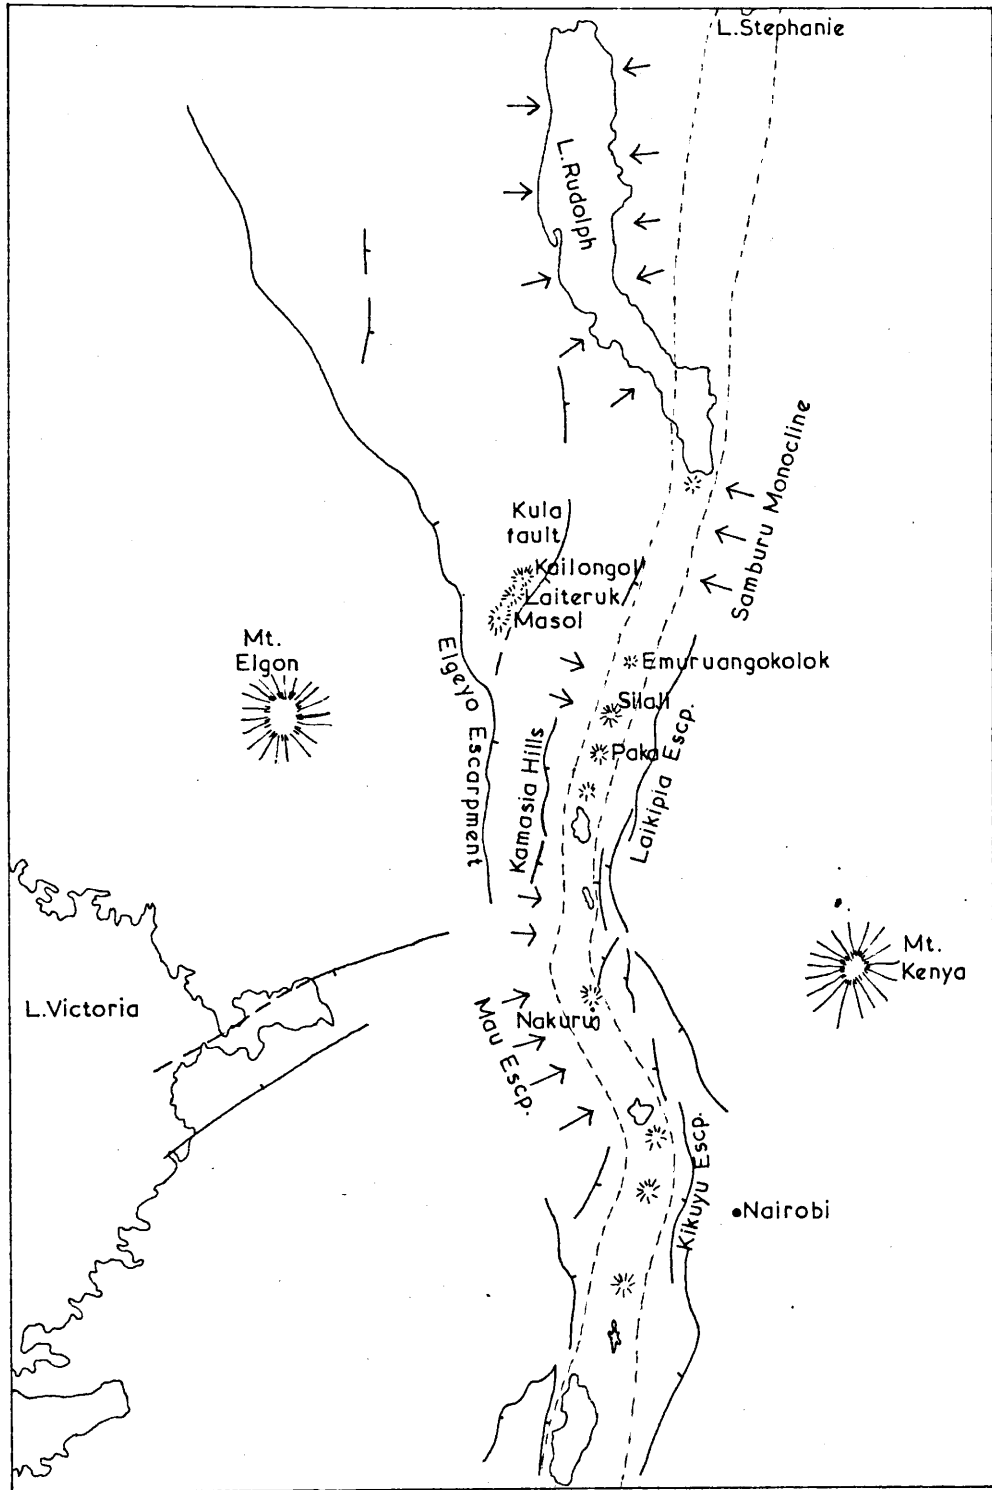 L.Stephanie
L.Rudolph
Samburu Monocline
Kula
fault
Kailongol
Laiteruk
Masol
Mt.
Elgon
Elgeyo Escarpment
Emuruangokolok
Silali
Paka
Kamasia Hills
Laikipia Escp.
L.Victoria
Mt.
Kenya
Nakuru
Mau Escp.
Kikuyu Escp.
Nairobi